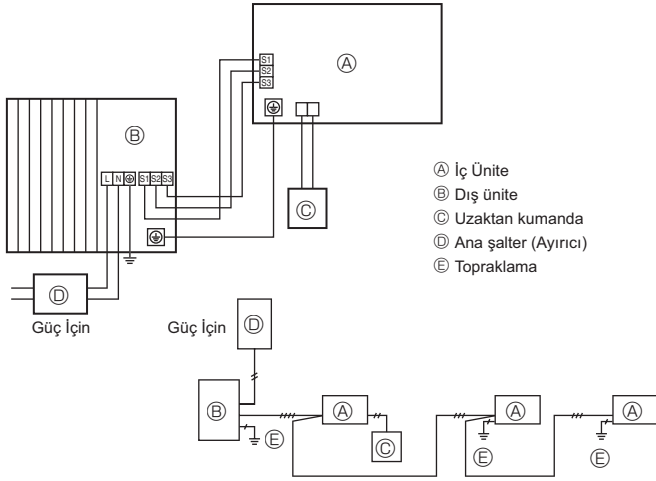 S1
S2
S3
Ⓐ
Ⓑ
L N S1 S2 S3
Ⓒ
Ⓓ
Güç İçin
Ⓐ İç Ünite
Ⓑ Dış ünite
Ⓒ Uzaktan kumanda
Ⓓ Ana şalter (Ayırıcı)
Ⓔ Topraklama
Güç İçin Ⓓ
Ⓑ Ⓐ Ⓐ Ⓐ
Ⓔ Ⓒ Ⓔ Ⓔ